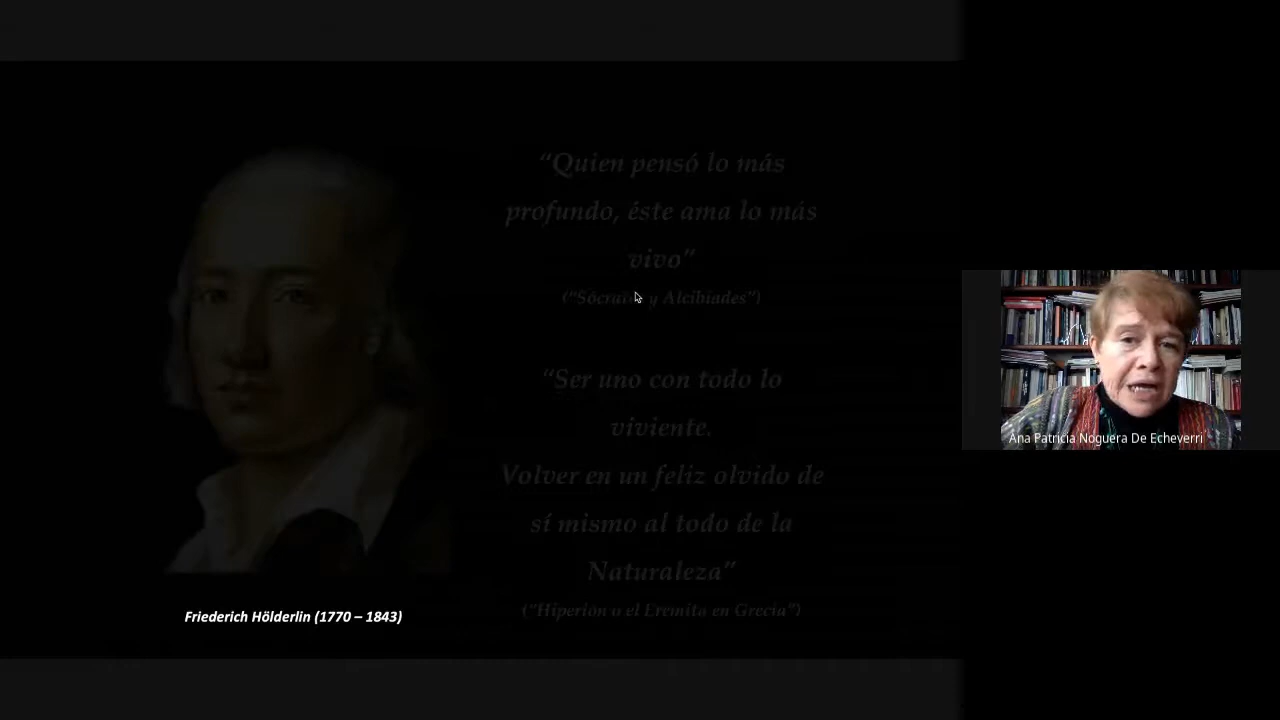 “Quien pensó lo más
profundo, éste ama lo más
vivo”
(“Sócrates y Alcibiades”)
“Ser uno con todo lo
viviente.
Volver en un feliz olvido de
sí mismo al todo de la
Naturaleza”
(“Hiperión o el Eremita en Grecia”)
Friederich Hölderlin (1770 – 1843)
Ana Patricia Noguera De Echeverri